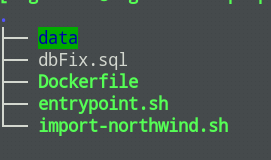 .
├── data
├── dbFix.sql
├── Dockerfile
├── entrypoint.sh
└── import-northwind.sh